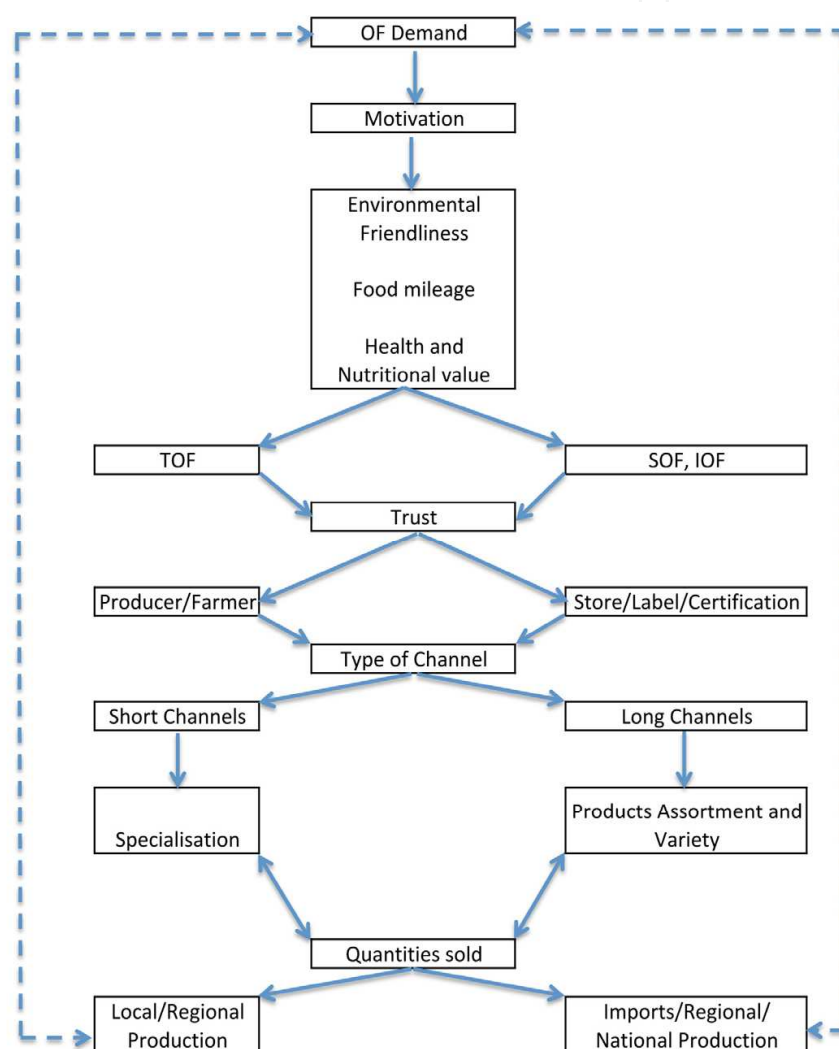 OF Demand
Motivation
Environmental
Friendliness
Food mileage
Health and
Nutritional value
TOF
SOF, IOF
Trust
Producer/Farmer
Store/Label/Certification
Type of Channel
Short Channels
Long Channels
Specialisation
Products Assortment and
Variety
Quantities sold
Local/Regional
Production
Imports/Regional/
National Production